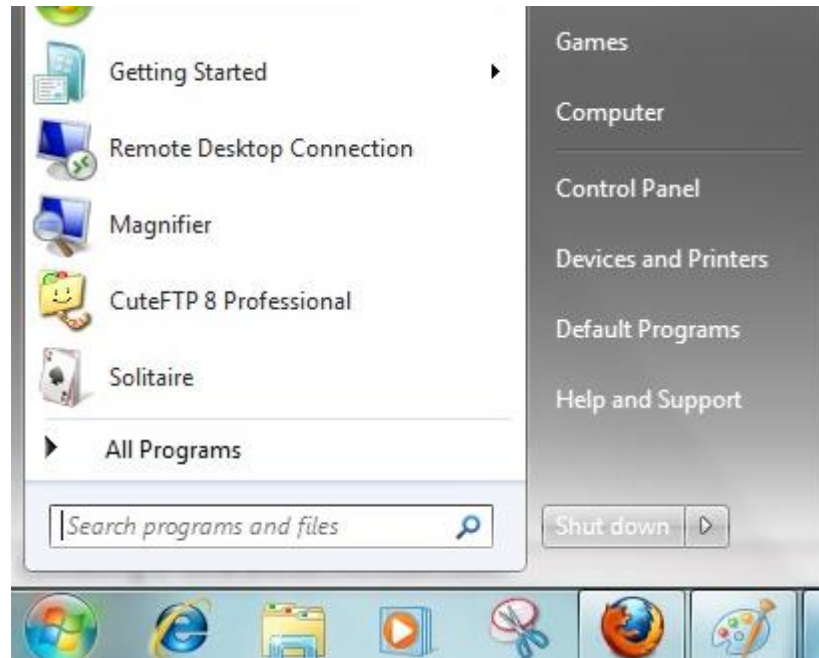 Getting Started
Remote Desktop Connection
Magnifier
CuteFTP 8 Professional
Solitaire
All Programs
Search programs and files
Games
Computer
Control Panel
Devices and Printers
Default Programs
Help and Support
Shut down